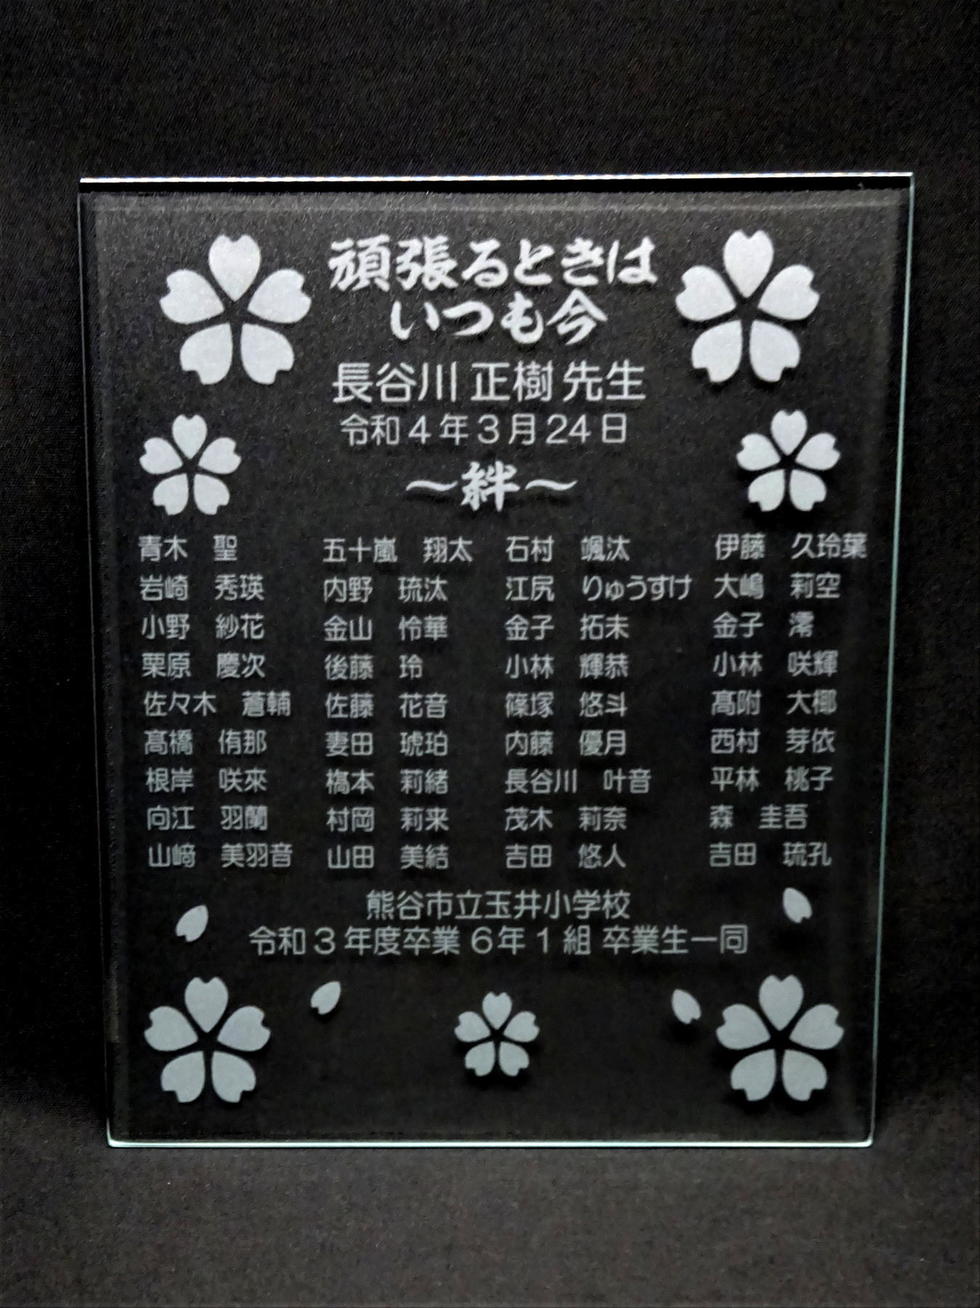 頑張るときは
いつも今
長谷川 正樹 先生
令和4年3月24日
〜絆〜
青木 聖 五十嵐 翔太 石村 颯汰 伊藤 久玲葉
岩崎 秀瑛 内野 琉汰 江尻 りゅうすけ 大嶋 莉空
小野 紗花 金山 怜華 金子 拓未 金子 澪
栗原 慶次 後藤 玲 小林 輝恭 小林 咲輝
佐々木 蒼輔 佐藤 花音 篠塚 悠斗 髙附 大椰
髙橋 侑那 妻田 琥珀 内藤 優月 西村 芽依
根岸 咲來 橋本 莉緒 長谷川 叶音 平林 桃子
向江 羽蘭 村岡 莉来 茂木 莉奈 森 圭吾
山﨑 美羽音 山田 美結 吉田 悠人 吉田 琉孔
熊谷市立玉井小学校
令和3年度卒業 6年1組 卒業生一同